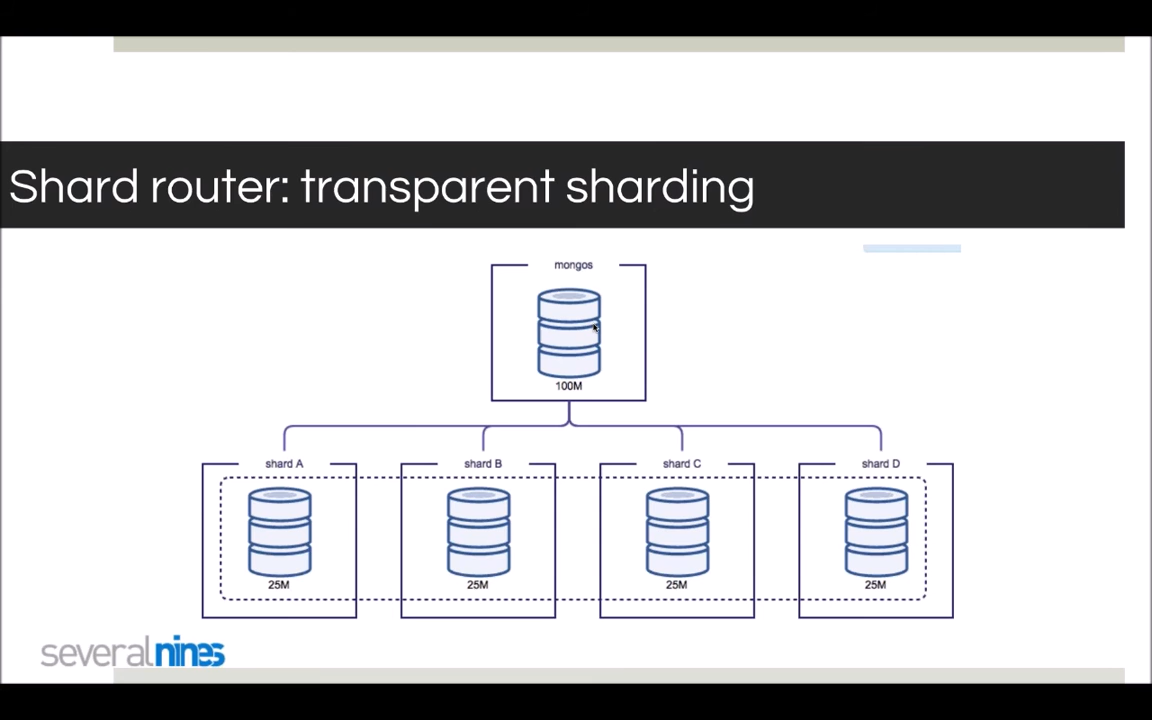 Shard router: transparent sharding
mongos
100M
shard A
shard B
shard C
shard D
25M
25M
25M
25M
severalnines